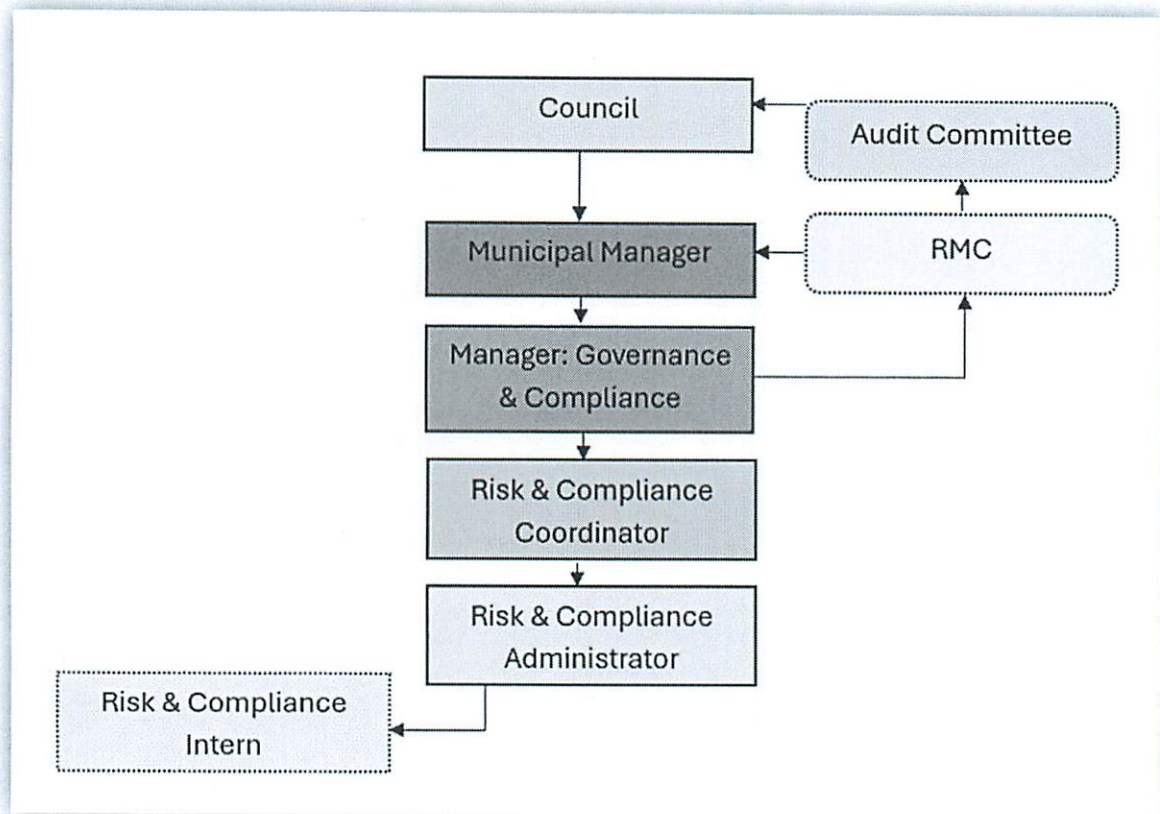 Council
Audit Committee
Municipal Manager
RMC
Manager: Governance
& Compliance
Risk & Compliance
Coordinator
Risk & Compliance
Administrator
Risk & Compliance
Intern